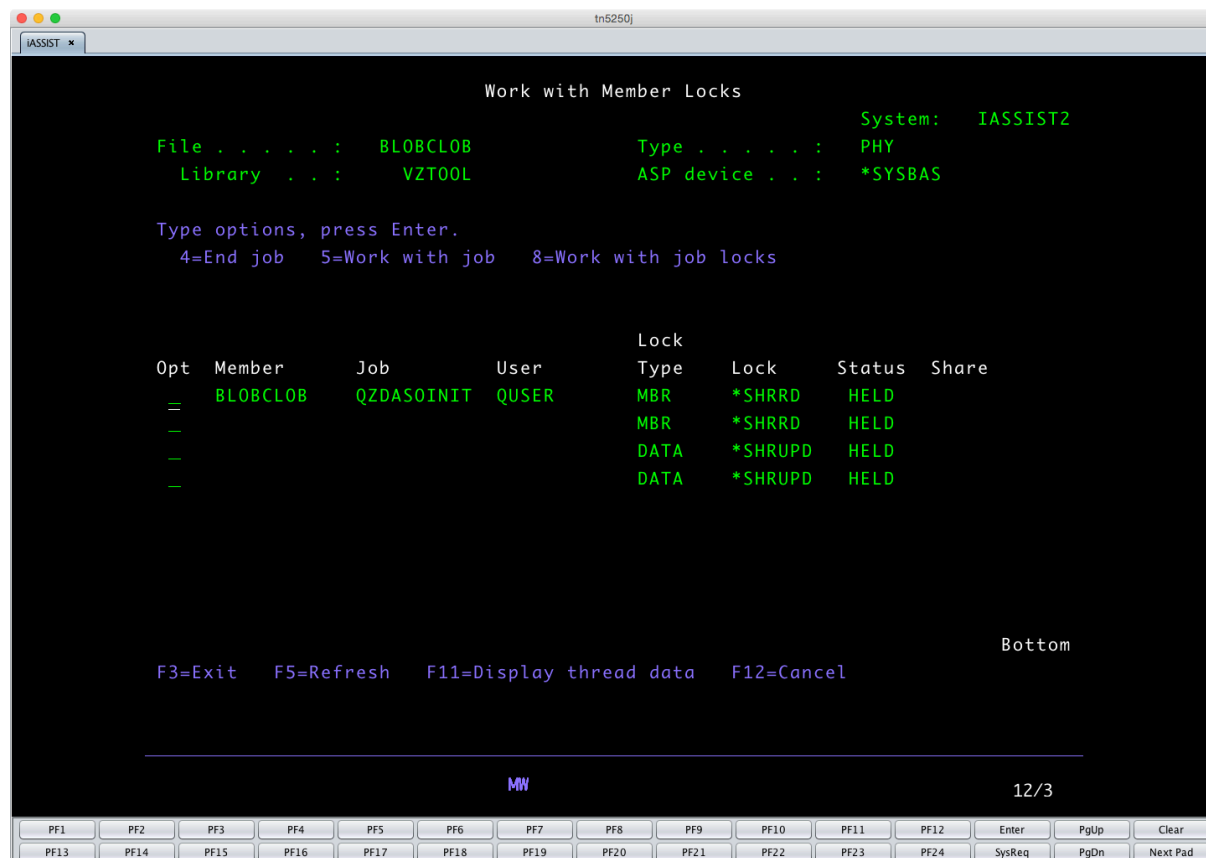 tn5250j
iASSIST ×
Work with Member Locks
System: IASSIST2
File . . . . . : BLOBCLOB Type . . . . . : PHY
Library . . : VZTOOL ASP device . . : *SYSBAS
Type options, press Enter.
4=End job 5=Work with job 8=Work with job locks
Lock
Opt Member Job User Type Lock Status Share
_ BLOBCLOB QZDASOINIT QUSER MBR *SHRRD HELD
_ MBR *SHRRD HELD
_ DATA *SHRUPD HELD
_ DATA *SHRUPD HELD
Bottom
F3=Exit F5=Refresh F11=Display thread data F12=Cancel
MW 12/3
PF1 PF2 PF3 PF4 PF5 PF6 PF7 PF8 PF9 PF10 PF11 PF12 Enter PgUp Clear
PF13 PF14 PF15 PF16 PF17 PF18 PF19 PF20 PF21 PF22 PF23 PF24 SysReq PgDn Next Pad